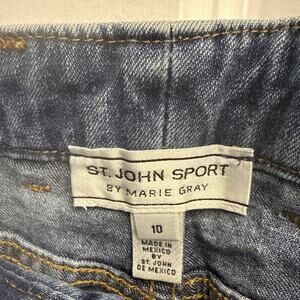 ST. JOHN SPORT
BY MARIE GRAY
10
MADE IN
MEXICO
BY
ST. JOHN
DE MEXICO